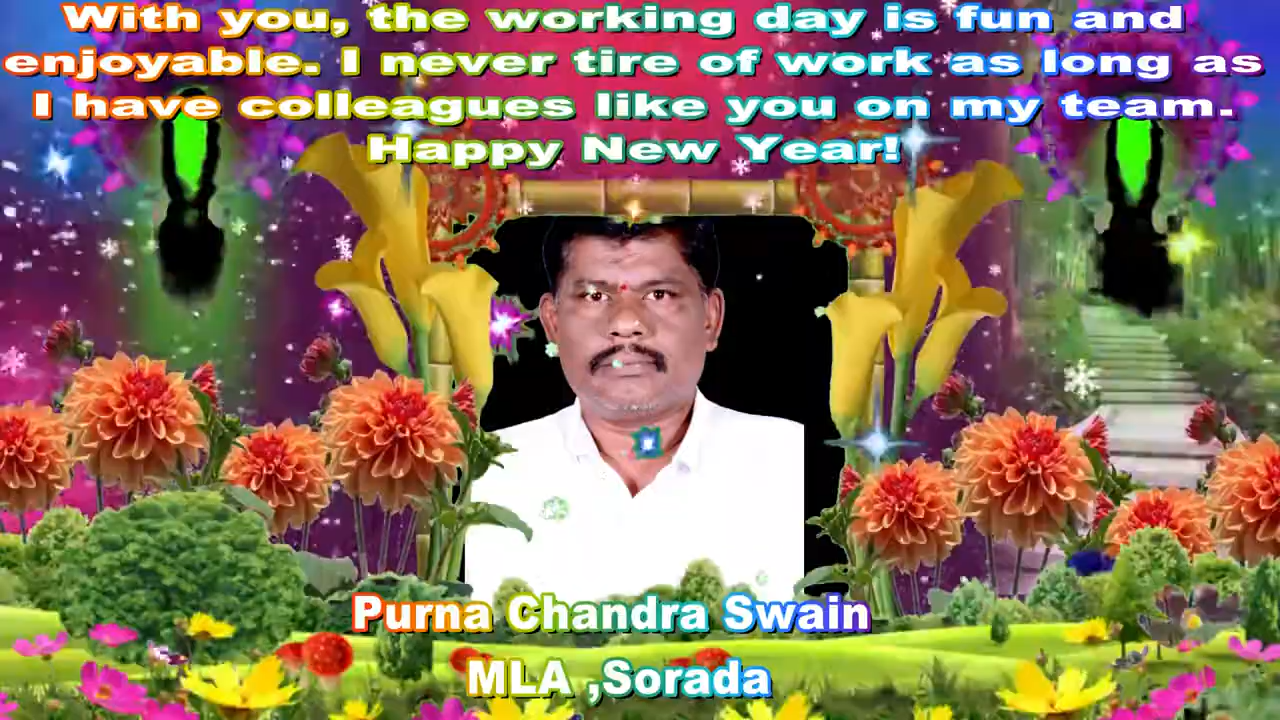 With you, the working day is fun and
enjoyable. I never tire of work as long as
I have colleagues like you on my team.
Happy New Year!
Purna Chandra Swain
MLA ,Sorada